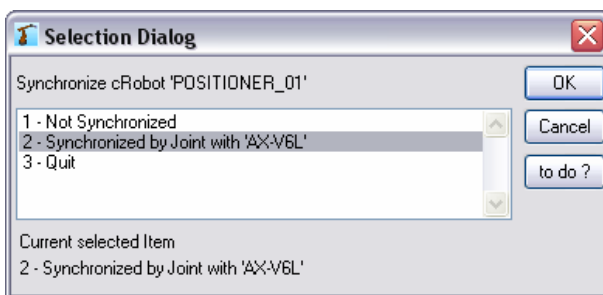 Selection Dialog
Synchronize cRobot 'POSITIONER_01'
OK
1 - Not Synchronized
2 - Synchronized by Joint with 'AX-V6L'
3 - Quit
Cancel
to do ?
Current selected Item
2 - Synchronized by Joint with 'AX-V6L'